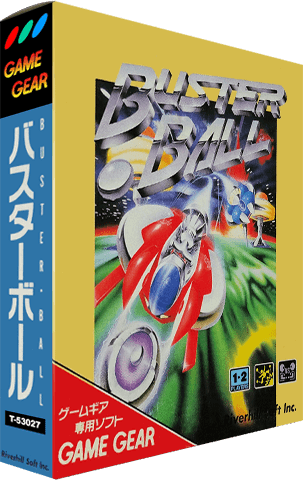 GAME
GEAR
BUSTER・BALL
バスターボール
T-53027
Riverhill Soft Inc.
BUSTER
BALL
1-2
PLAYERS
ゲームギア
専用ソフト
GAME GEAR
Riverhill Soft Inc.